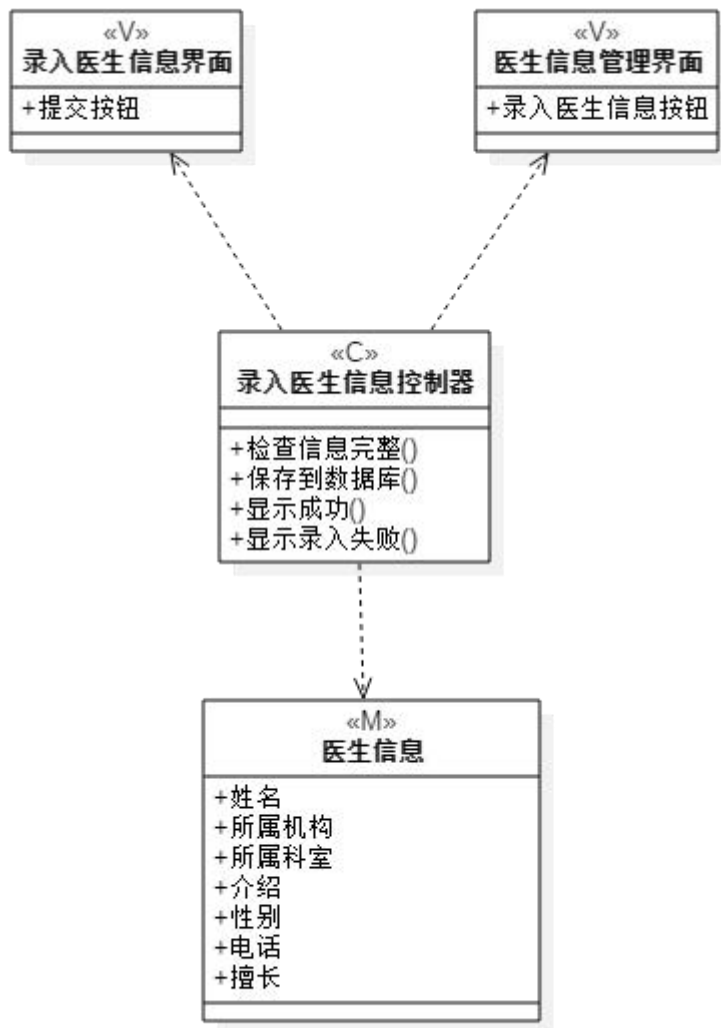 «V»
录入医生信息界面
+提交按钮
«V»
医生信息管理界面
+录入医生信息按钮
«C»
录入医生信息控制器
+检查信息完整()
+保存到数据库()
+显示成功()
+显示录入失败()
«M»
医生信息
+姓名
+所属机构
+所属科室
+介绍
+性别
+电话
+擅长